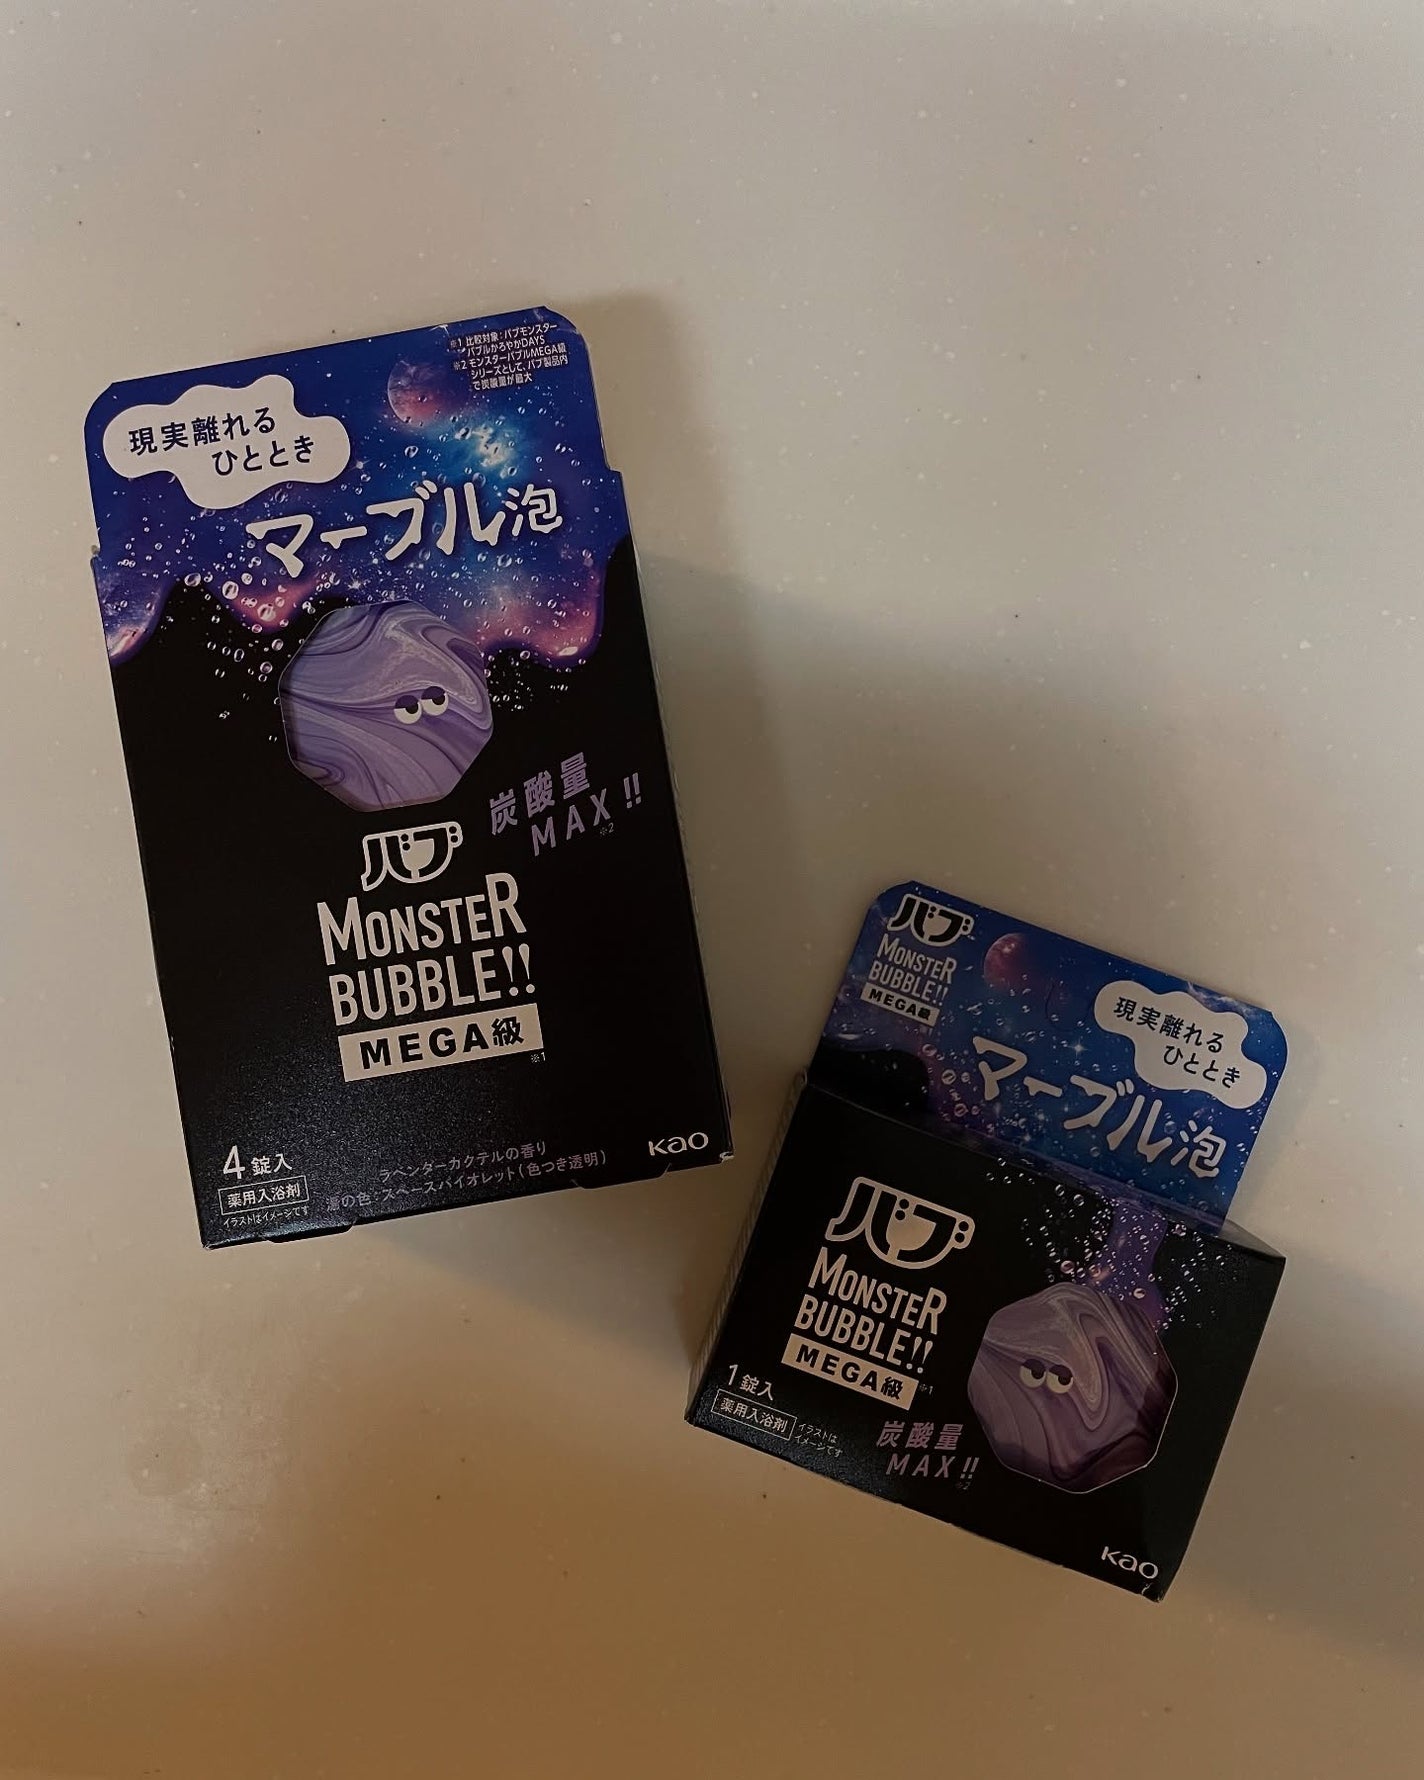 ※1 比較対象：バブモンスター
バブルかろやかDAYS
※2 モンスターバブルMEGA級
シリーズとして、バブ製品内
で炭酸量が最大
現実離れる
ひととき
マーブル泡
炭酸量
MAX!!
※2
バブ
MONSTER
BUBBLE!!
MEGA級
※1
4錠入
薬用入浴剤
イラストはイメージです
ラベンダーカクテルの香り
湯の色：スペースバイオレット(色つき透明)
Kao
バブ
MONSTER
BUBBLE!!
MEGA級
現実離れる
ひととき
マーブル泡
バブ
MONSTER
BUBBLE!!
MEGA級
※1
1錠入
薬用入浴剤
イラストは
イメージです
炭酸量
MAX!!
※2
Kao